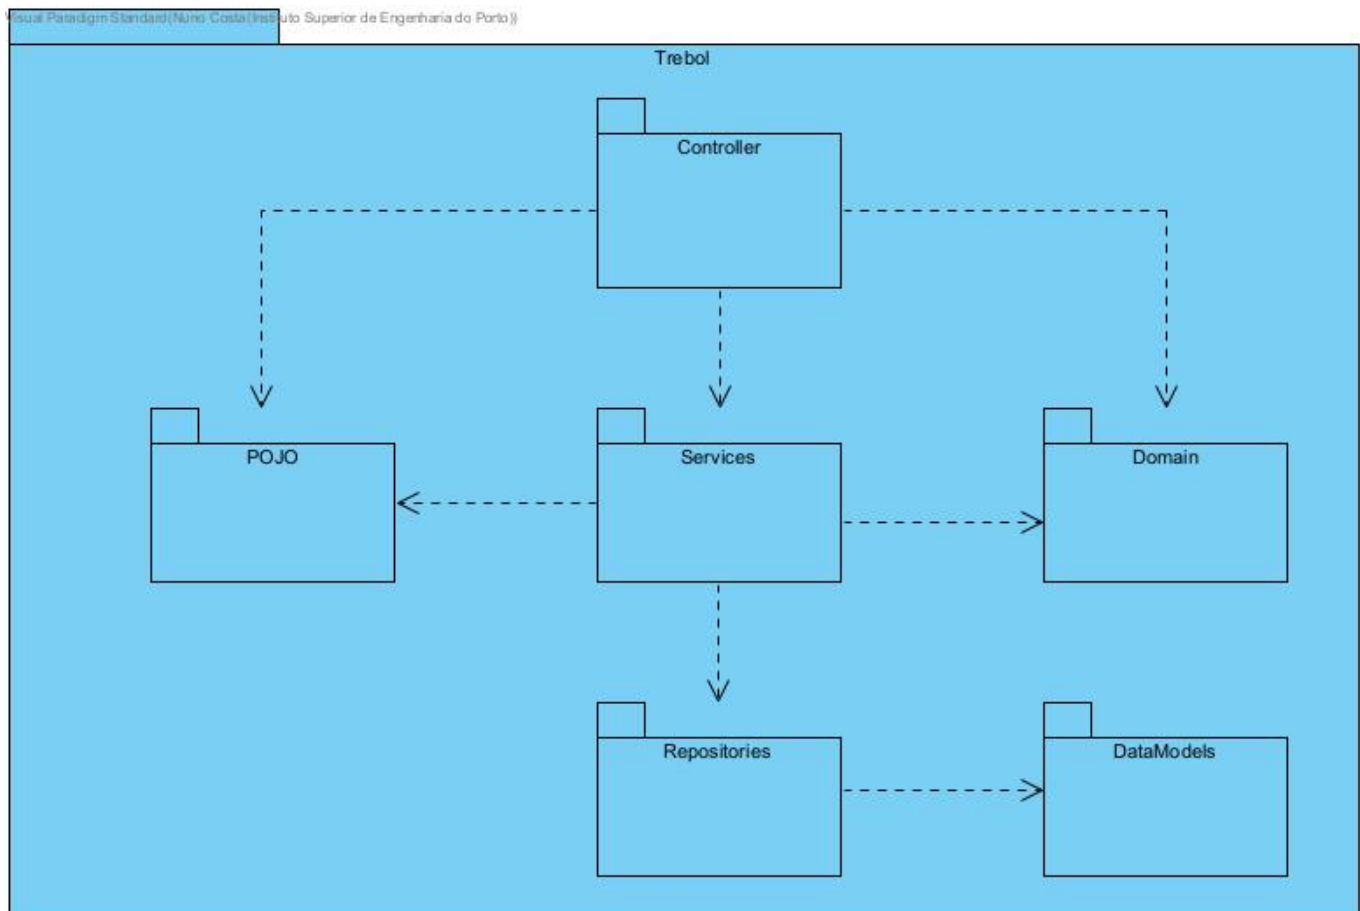 Visual Paradigm Standard(Nuno Costa(Instituto Superior de Engenharia do Porto))
Trebol
Controller
POJO
Services
Domain
Repositories
DataModels